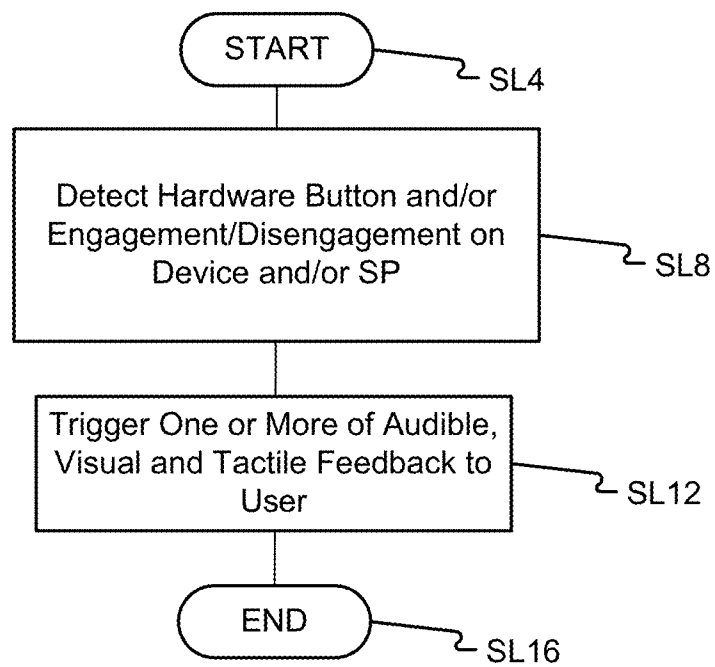 START
SL4
Detect Hardware Button and/or
Engagement/Disengagement on
Device and/or SP
SL8
Trigger One or More of Audible,
Visual and Tactile Feedback to
User
SL12
END
SL16